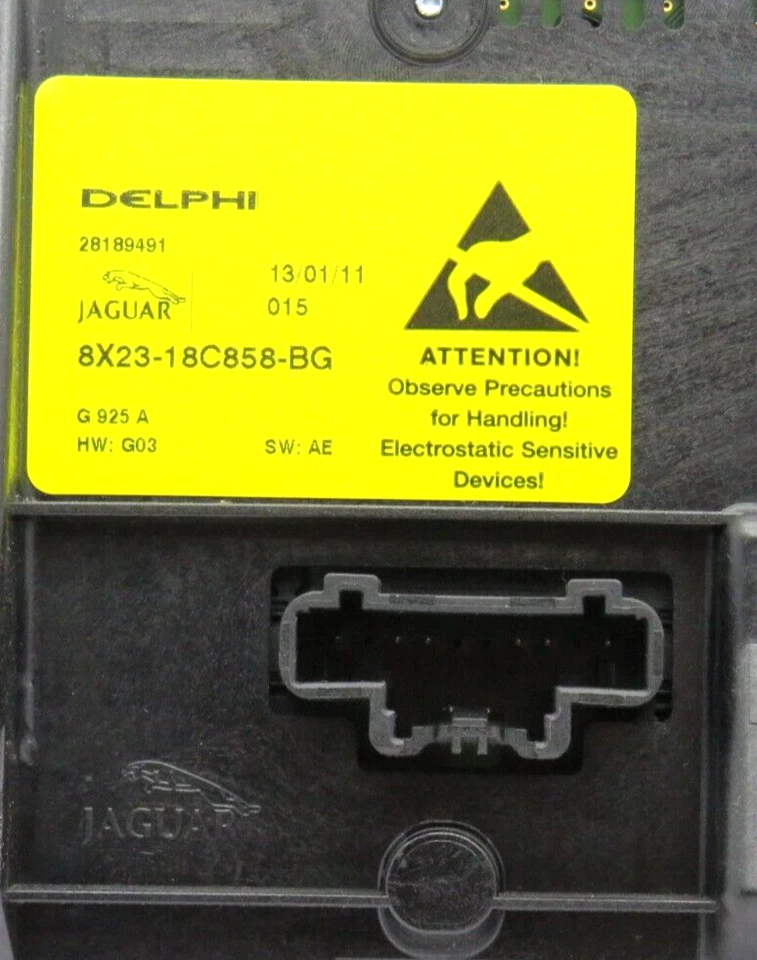 DELPHI
28189491
JAGUAR
13/01/11
015
8X23-18C858-BG
G 925 A
HW: G03
SW: AE
ATTENTION!
Observe Precautions
for Handling!
Electrostatic Sensitive
Devices!
JAGUAR